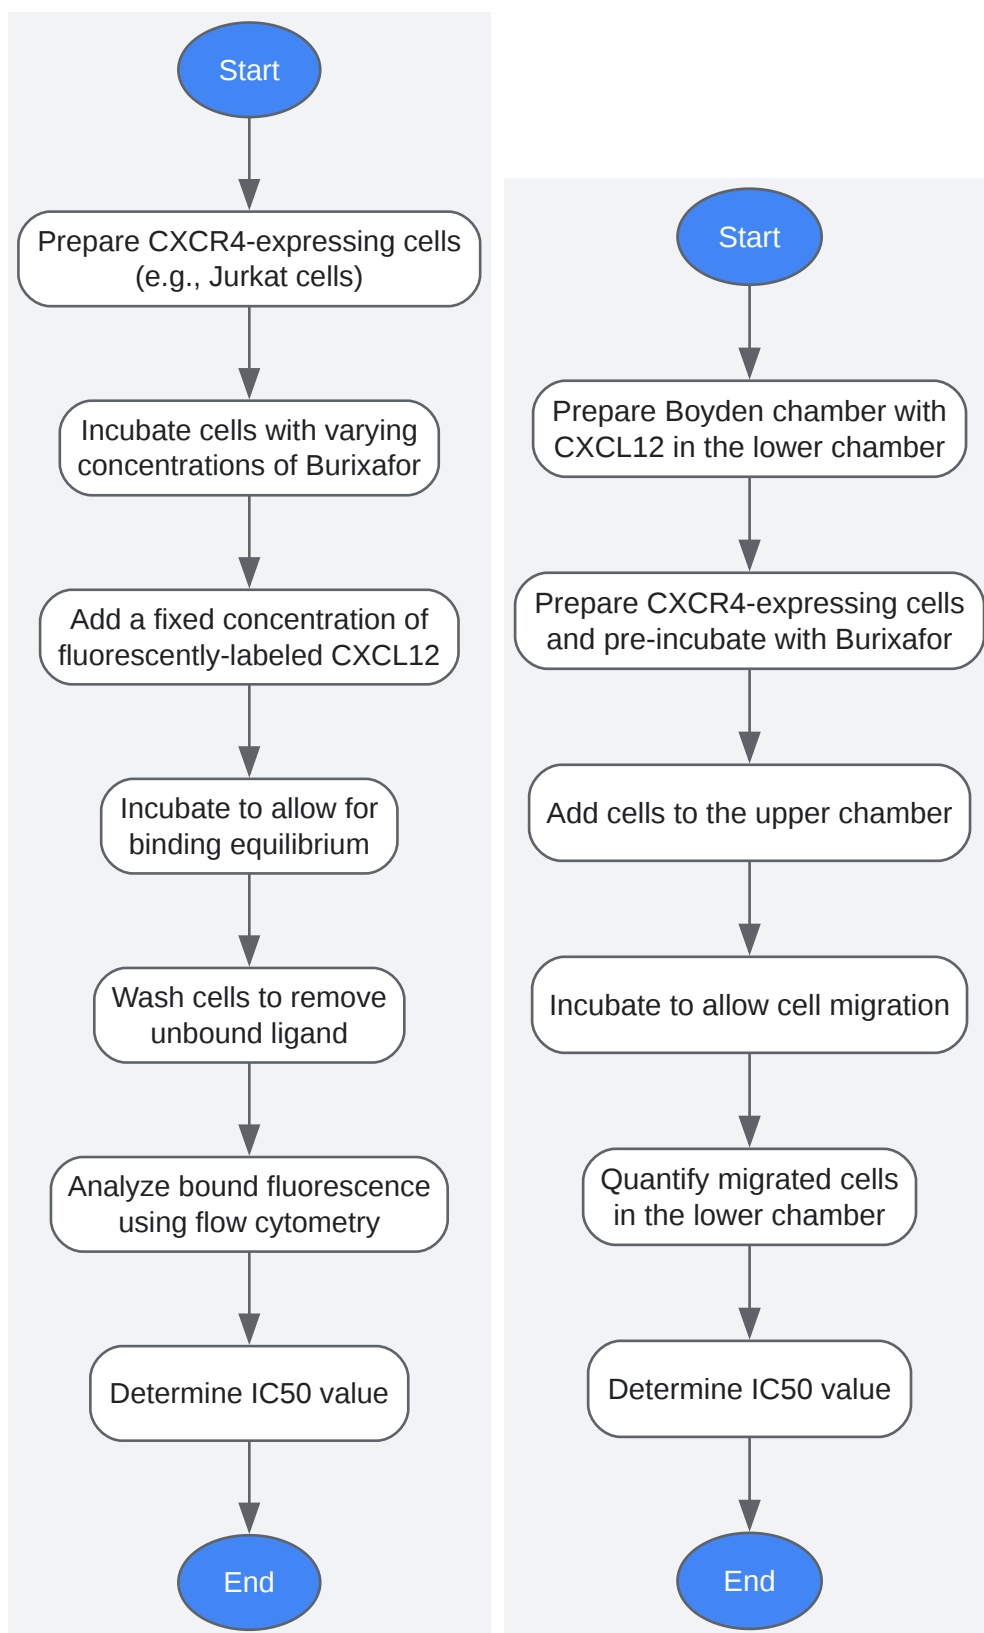 Start
Prepare CXCR4-expressing cells
(e.g., Jurkat cells)
Incubate cells with varying
concentrations of Burixafor
Add a fixed concentration of
fluorescently-labeled CXCL12
Incubate to allow for
binding equilibrium
Wash cells to remove
unbound ligand
Analyze bound fluorescence
using flow cytometry
Determine IC50 value
End
Start
Prepare Boyden chamber with
CXCL12 in the lower chamber
Prepare CXCR4-expressing cells
and pre-incubate with Burixafor
Add cells to the upper chamber
Incubate to allow cell migration
Quantify migrated cells
in the lower chamber
Determine IC50 value
End